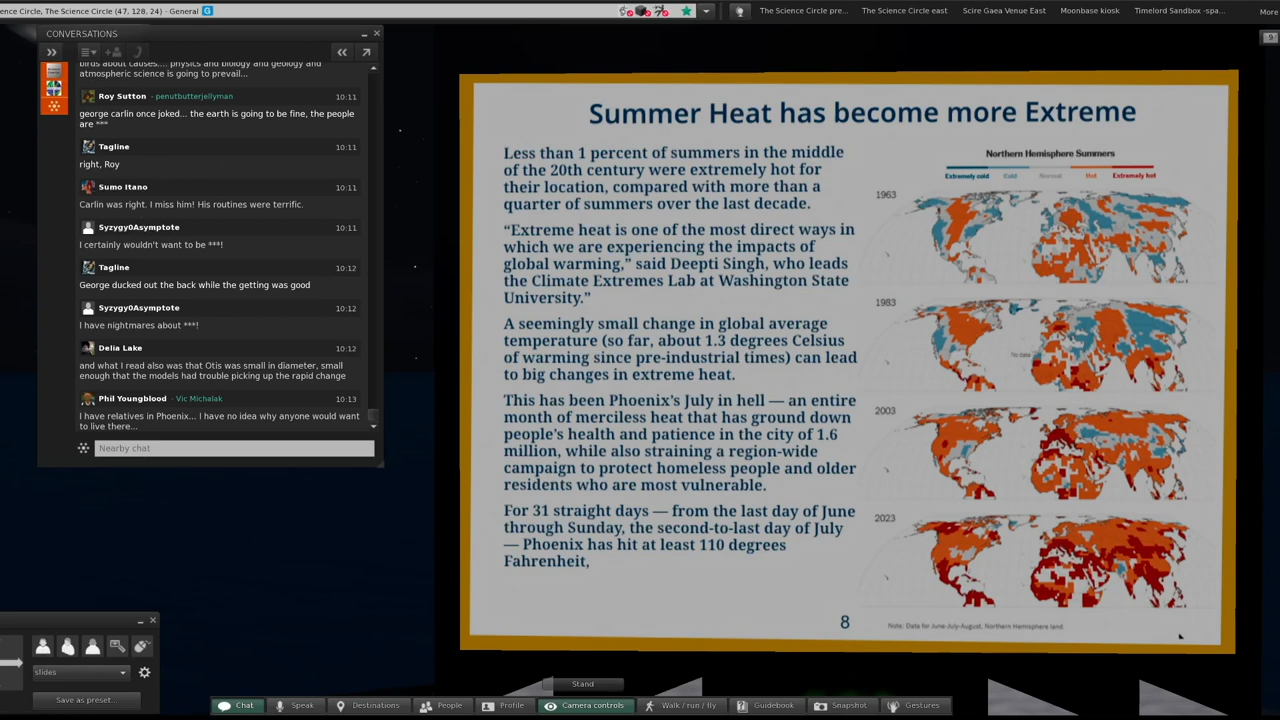 ence Circle, The Science Circle (47, 128, 24) - General G
The Science Circle pre...
The Science Circle east
Scire Gaea Venue East
Moonbase kiosk
Timelord Sandbox -spa...
More
9
CONVERSATIONS
birds about causes.... physics and biology and geology and
atmospheric science is going to prevail...
Roy Sutton - penutbutterjellyman 10:11
george carlin once joked... the earth is going to be fine, the people
are ***
Tagline 10:11
right, Roy
Sumo Itano 10:11
Carlin was right. I miss him! His routines were terrific.
Syzygy0Asymptote 10:11
I certainly wouldn't want to be ***!
Tagline 10:12
George ducked out the back while the getting was good
Syzygy0Asymptote 10:12
I have nightmares about ***!
Delia Lake 10:12
and what I read also was that Otis was small in diameter, small
enough that the models had trouble picking up the rapid change
Phil Youngblood - Vic Michalak 10:13
I have relatives in Phoenix... I have no idea why anyone would want
to live there...
Nearby chat
Summer Heat has become more Extreme
Less than 1 percent of summers in the middle
of the 20th century were extremely hot for
their location, compared with more than a
quarter of summers over the last decade.
“Extreme heat is one of the most direct ways in
which we are experiencing the impacts of
global warming,” said Deepti Singh, who leads
the Climate Extremes Lab at Washington State
University.”
A seemingly small change in global average
temperature (so far, about 1.3 degrees Celsius
of warming since pre-industrial times) can lead
to big changes in extreme heat.
This has been Phoenix’s July in hell — an entire
month of merciless heat that has ground down
people’s health and patience in the city of 1.6
million, while also straining a region-wide
campaign to protect homeless people and older
residents who are most vulnerable.
For 31 straight days — from the last day of June
through Sunday, the second-to-last day of July
— Phoenix has hit at least 110 degrees
Fahrenheit,
Northern Hemisphere Summers
Extremely cold Cold Normal Hot Extremely hot
1963
1983
No data
2003
2023
8
Note: Data for June-July-August, Northern Hemisphere land.
slides
Save as preset...
Stand
Chat
Speak
Destinations
People
Profile
Camera controls
Walk / run / fly
Guidebook
Snapshot
Gestures